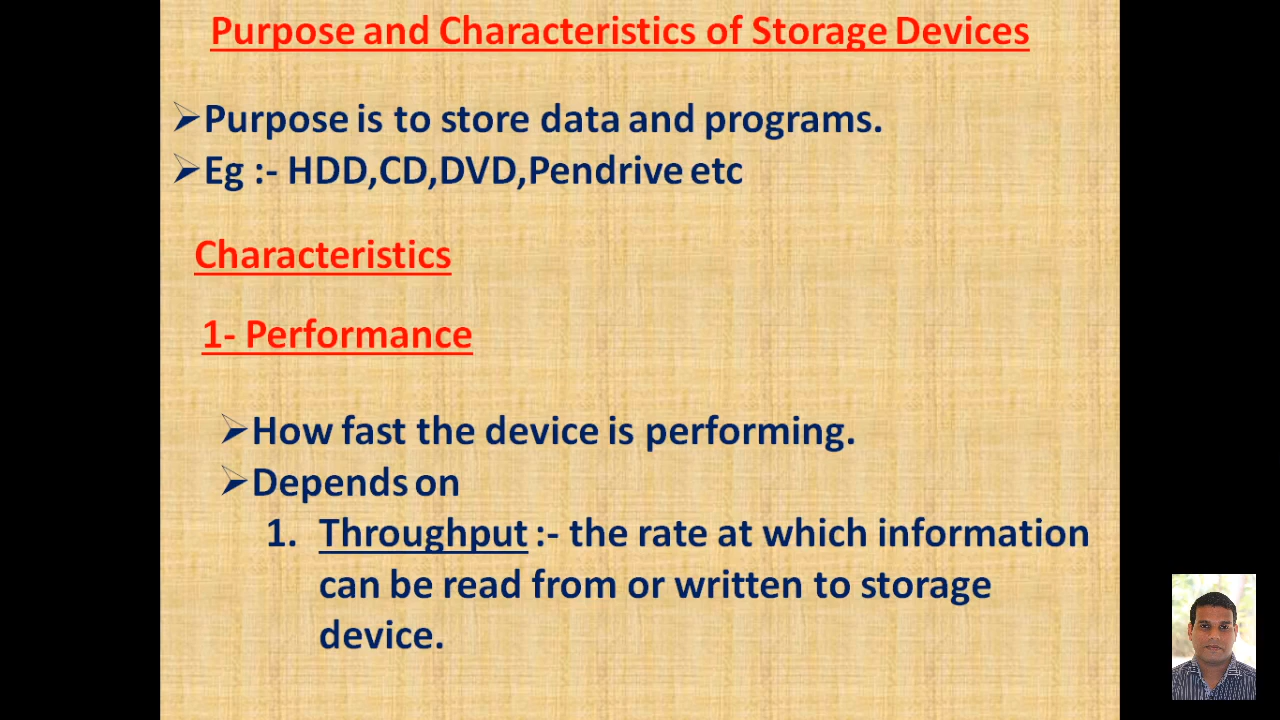 Purpose and Characteristics of Storage Devices
Purpose is to store data and programs.
Eg :- HDD,CD,DVD,Pendrive etc
Characteristics
1- Performance
How fast the device is performing.
Depends on
1. Throughput :- the rate at which information
can be read from or written to storage
device.